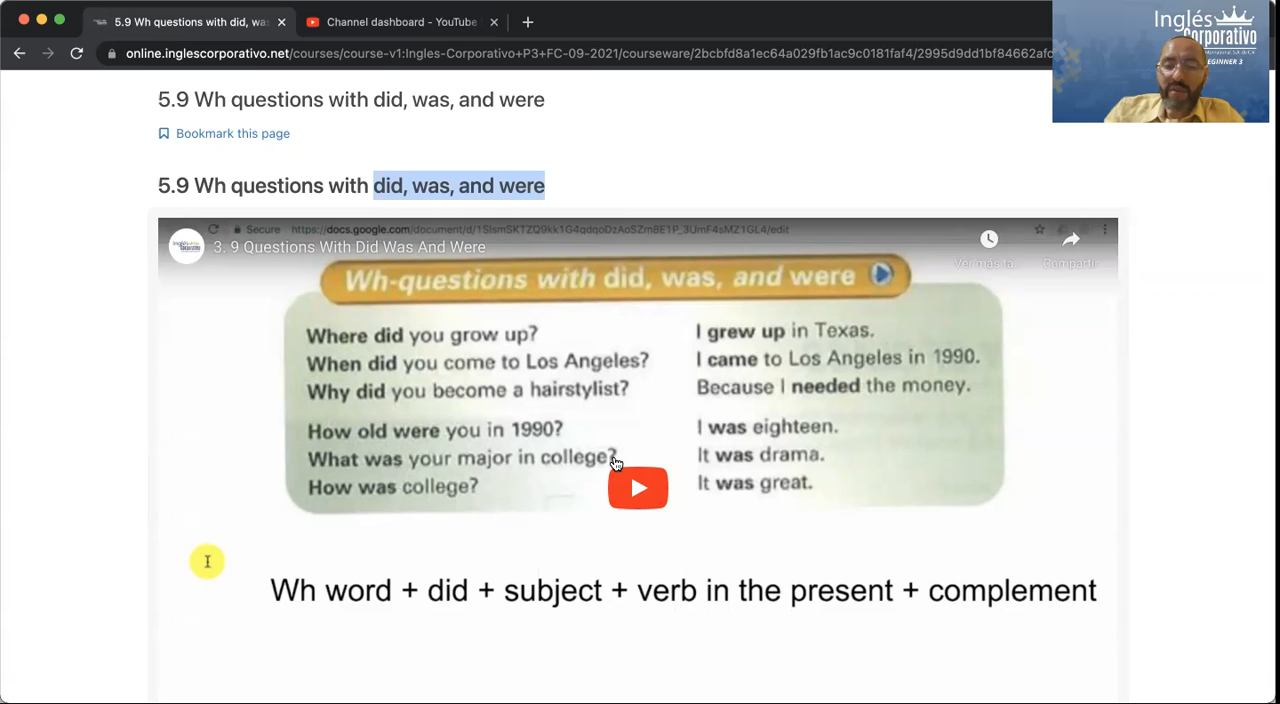 5.9 Wh questions with did, was
Channel dashboard - YouTube
online.inglescorporativo.net/courses/course-v1:Ingles-Corporativo+P3+FC-09-2021/courseware/2bcbfd8a1ec64a029fb1ac9c0181faf4/2995d9dd1bf84662afc
Inglés
Corporativo
BEGINNER 3
5.9 Wh questions with did, was, and were
Bookmark this page
5.9 Wh questions with did, was, and were
Secure
3. 9 Questions With Did Was And Were
Ver más ta...
Compartir
Wh-questions with did, was, and were
Where did you grow up? I grew up in Texas.
When did you come to Los Angeles? I came to Los Angeles in 1990.
Why did you become a hairstylist? Because I needed the money.
How old were you in 1990? I was eighteen.
What was your major in college? It was drama.
How was college? It was great.
Wh word + did + subject + verb in the present + complement